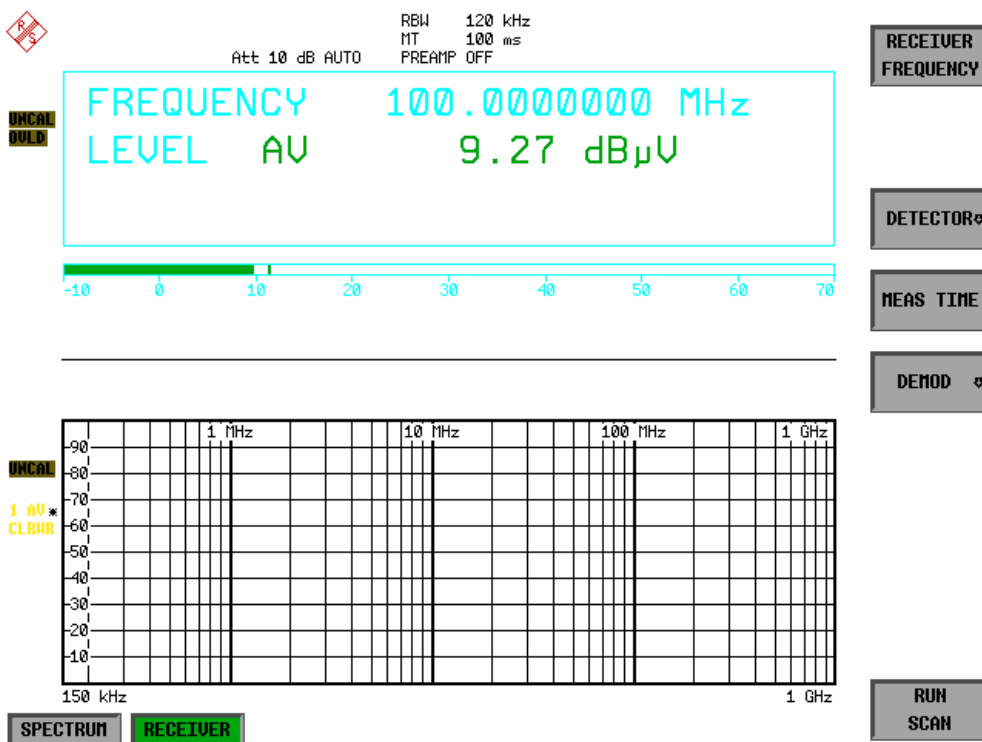 R
S
RBW 120 kHz
MT 100 ms
Att 10 dB AUTO PREAMP OFF
RECEIVER
FREQUENCY
UNCAL
OVLD
FREQUENCY 100.0000000 MHz
LEVEL AV 9.27 dBµV
DETECTOR
-10 0 10 20 30 40 50 60 70
MEAS TIME
DEMOD
1 MHz 10 MHz 100 MHz 1 GHz
90
UNCAL
80
70
1 AV *
CLRWR
60
50
40
30
20
10
150 kHz 1 GHz
RUN
SCAN
SPECTRUM RECEIVER